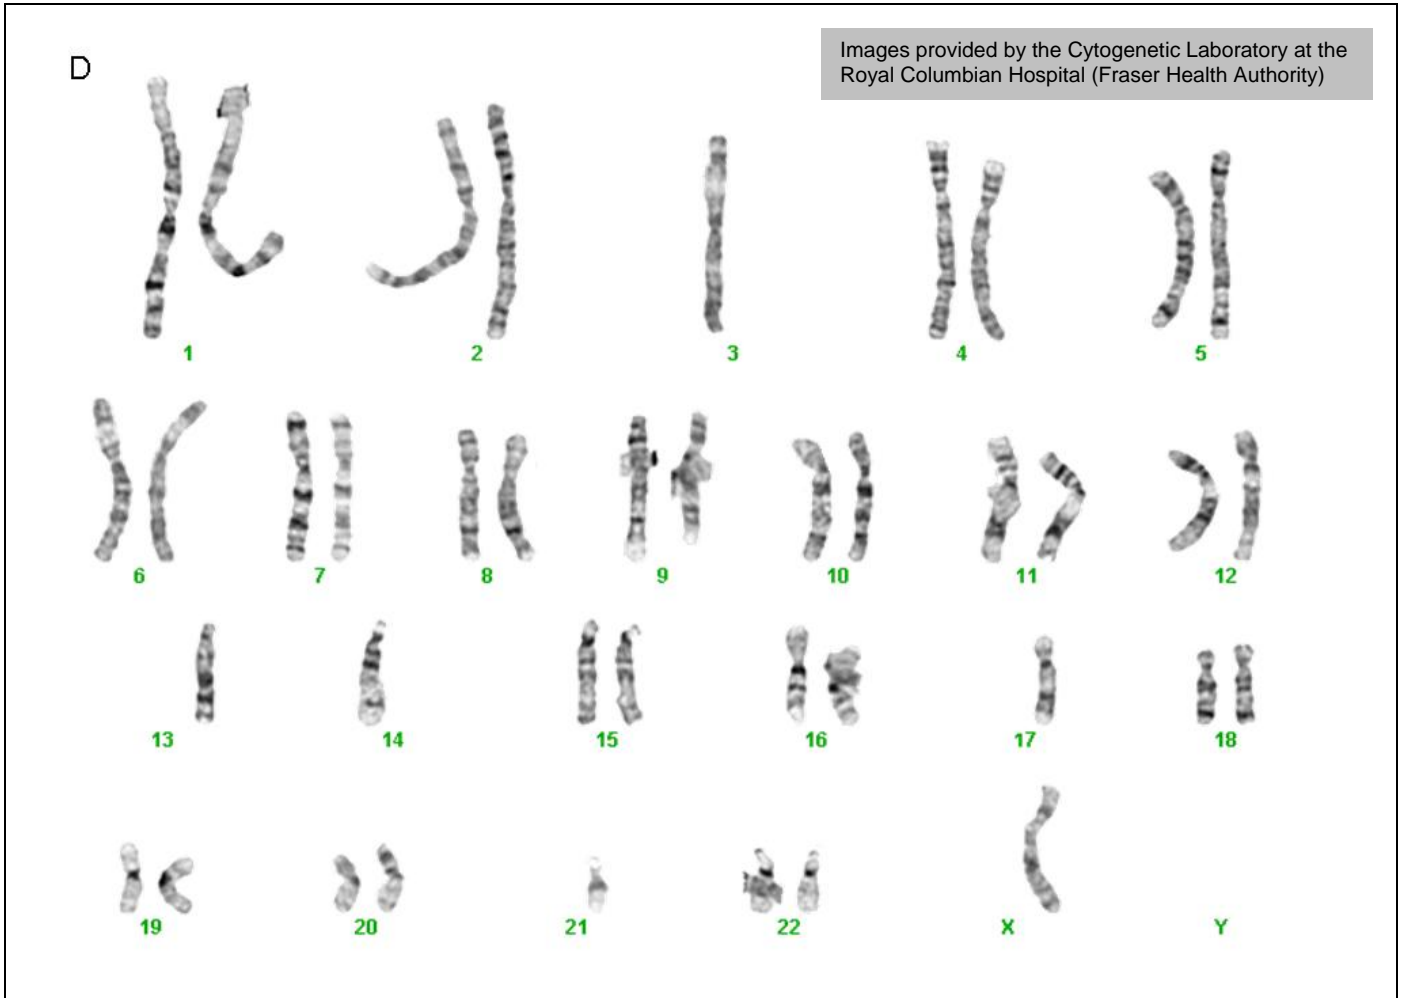 D
Images provided by the Cytogenetic Laboratory at the
Royal Columbian Hospital (Fraser Health Authority)
1 2 3 4 5
6 7 8 9 10 11 12
13 14 15 16 17 18
19 20 21 22 X Y